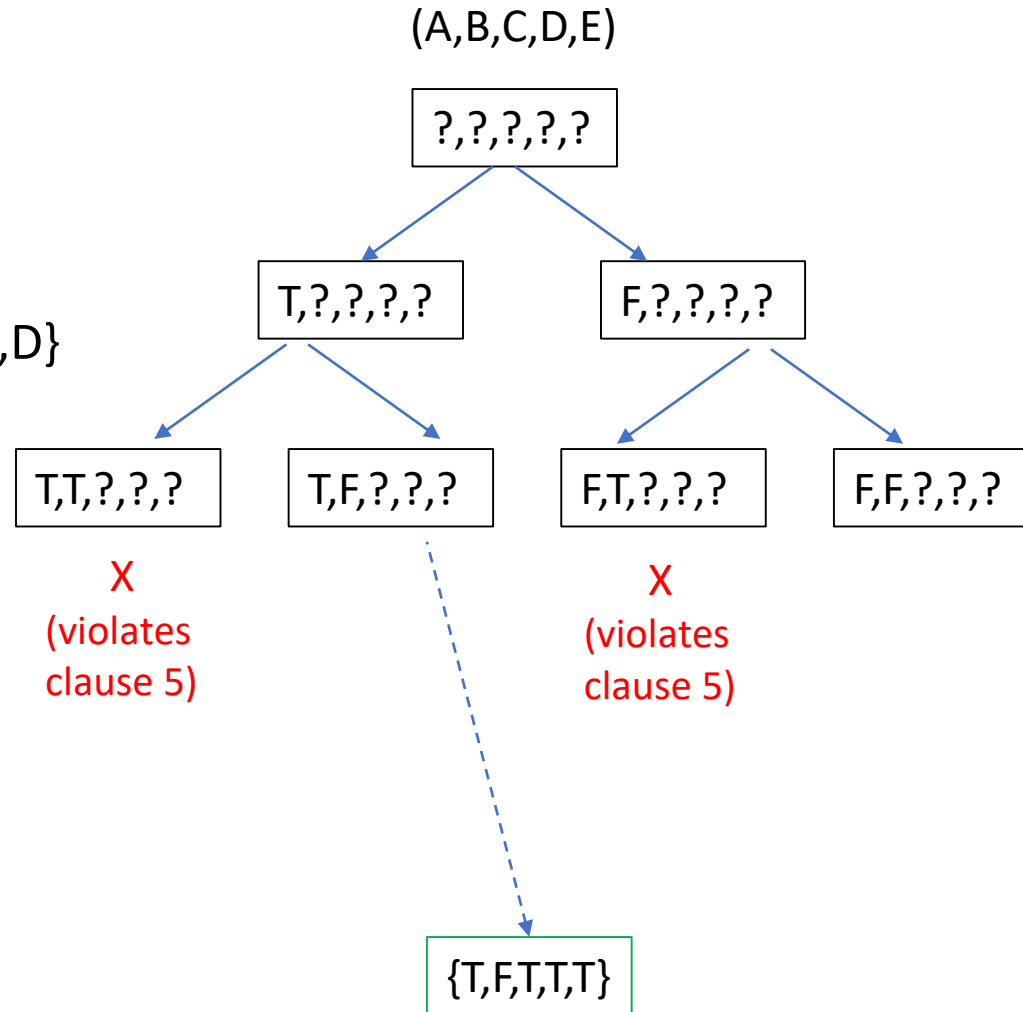 (A,B,C,D,E)
?,?,?,?,?
T,?,?,?,?
F,?,?,?,?
,D}
T,T,?,?,?
T,F,?,?,?
F,T,?,?,?
F,F,?,?,?
X
(violates
clause 5)
X
(violates
clause 5)
{T,F,T,T,T}